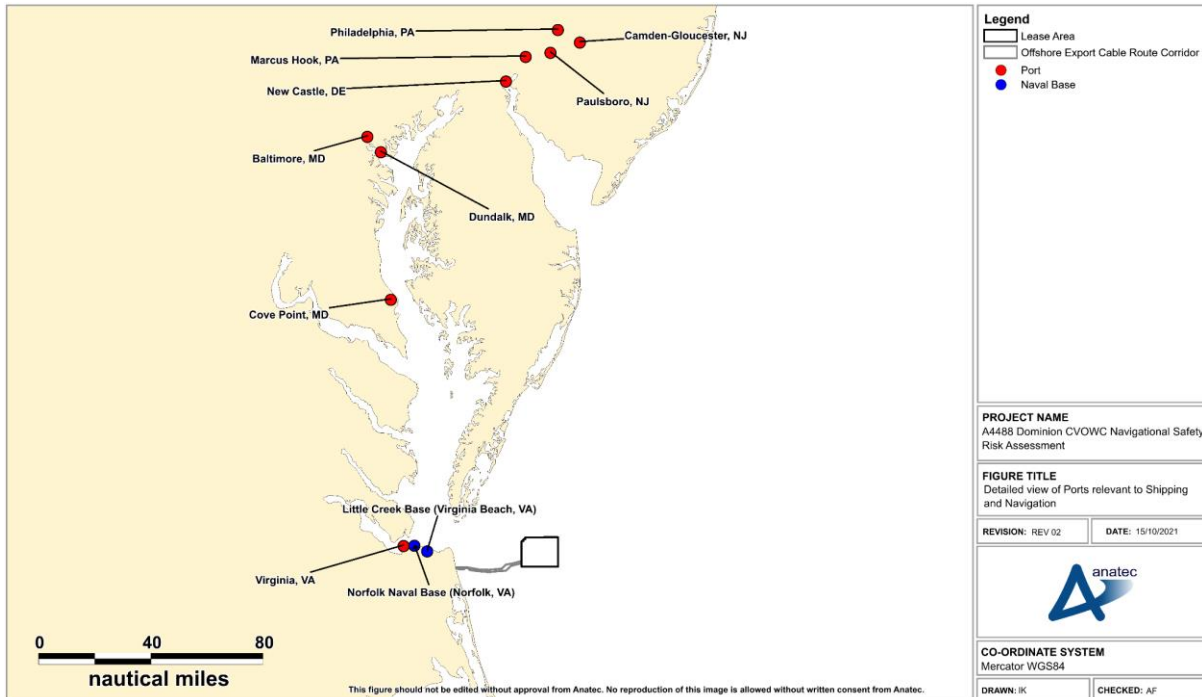 Philadelphia, PA
Camden-Gloucester, NJ
Marcus Hook, PA
New Castle, DE
Paulsboro, NJ
Baltimore, MD
Dundalk, MD
Cove Point, MD
Little Creek Base (Virginia Beach, VA)
Virginia, VA
Norfolk Naval Base (Norfolk, VA)
0 40 80
nautical miles
This figure should not be edited without approval from Anatec. No reproduction of this image is allowed without written consent from Anatec.
Legend
Lease Area
Offshore Export Cable Route Corridor
Port
Naval Base
PROJECT NAME
A4488 Dominion CVOWC Navigational Safety
Risk Assessment
FIGURE TITLE
Detailed view of Ports relevant to Shipping
and Navigation
REVISION: REV 02
DATE: 15/10/2021
anatec
CO-ORDINATE SYSTEM
Mercator WGS84
DRAWN: IK
CHECKED: AF